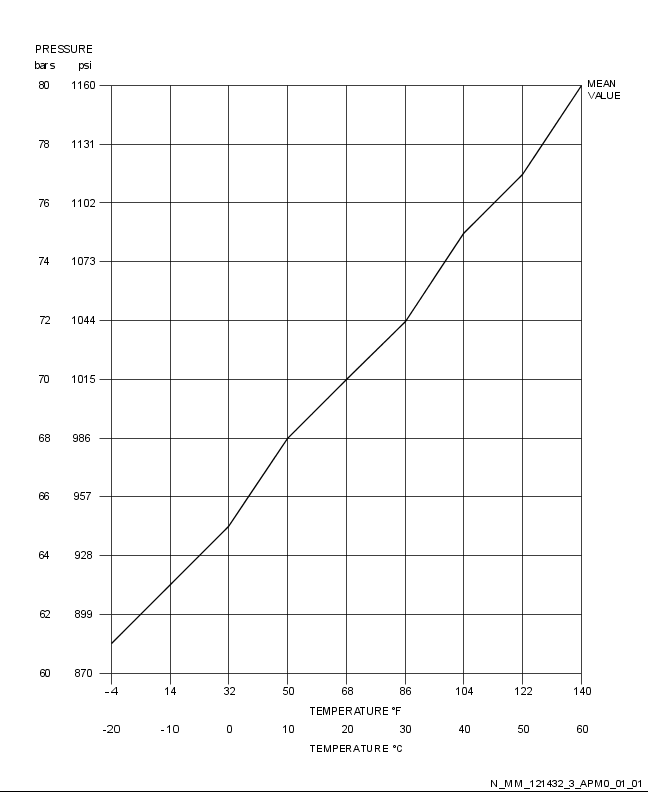 PRESSURE
bars psi
80 1160
MEAN
VALUE
78 1131
76 1102
74 1073
72 1044
70 1015
68 986
66 957
64 928
62 899
60 870
--4 14 32 50 68 86 104 122 140
TEMPERATURE °F
-20 -10 0 10 20 30 40 50 60
TEMPERATURE °C
N_MM_121432_3_APM0_01_01